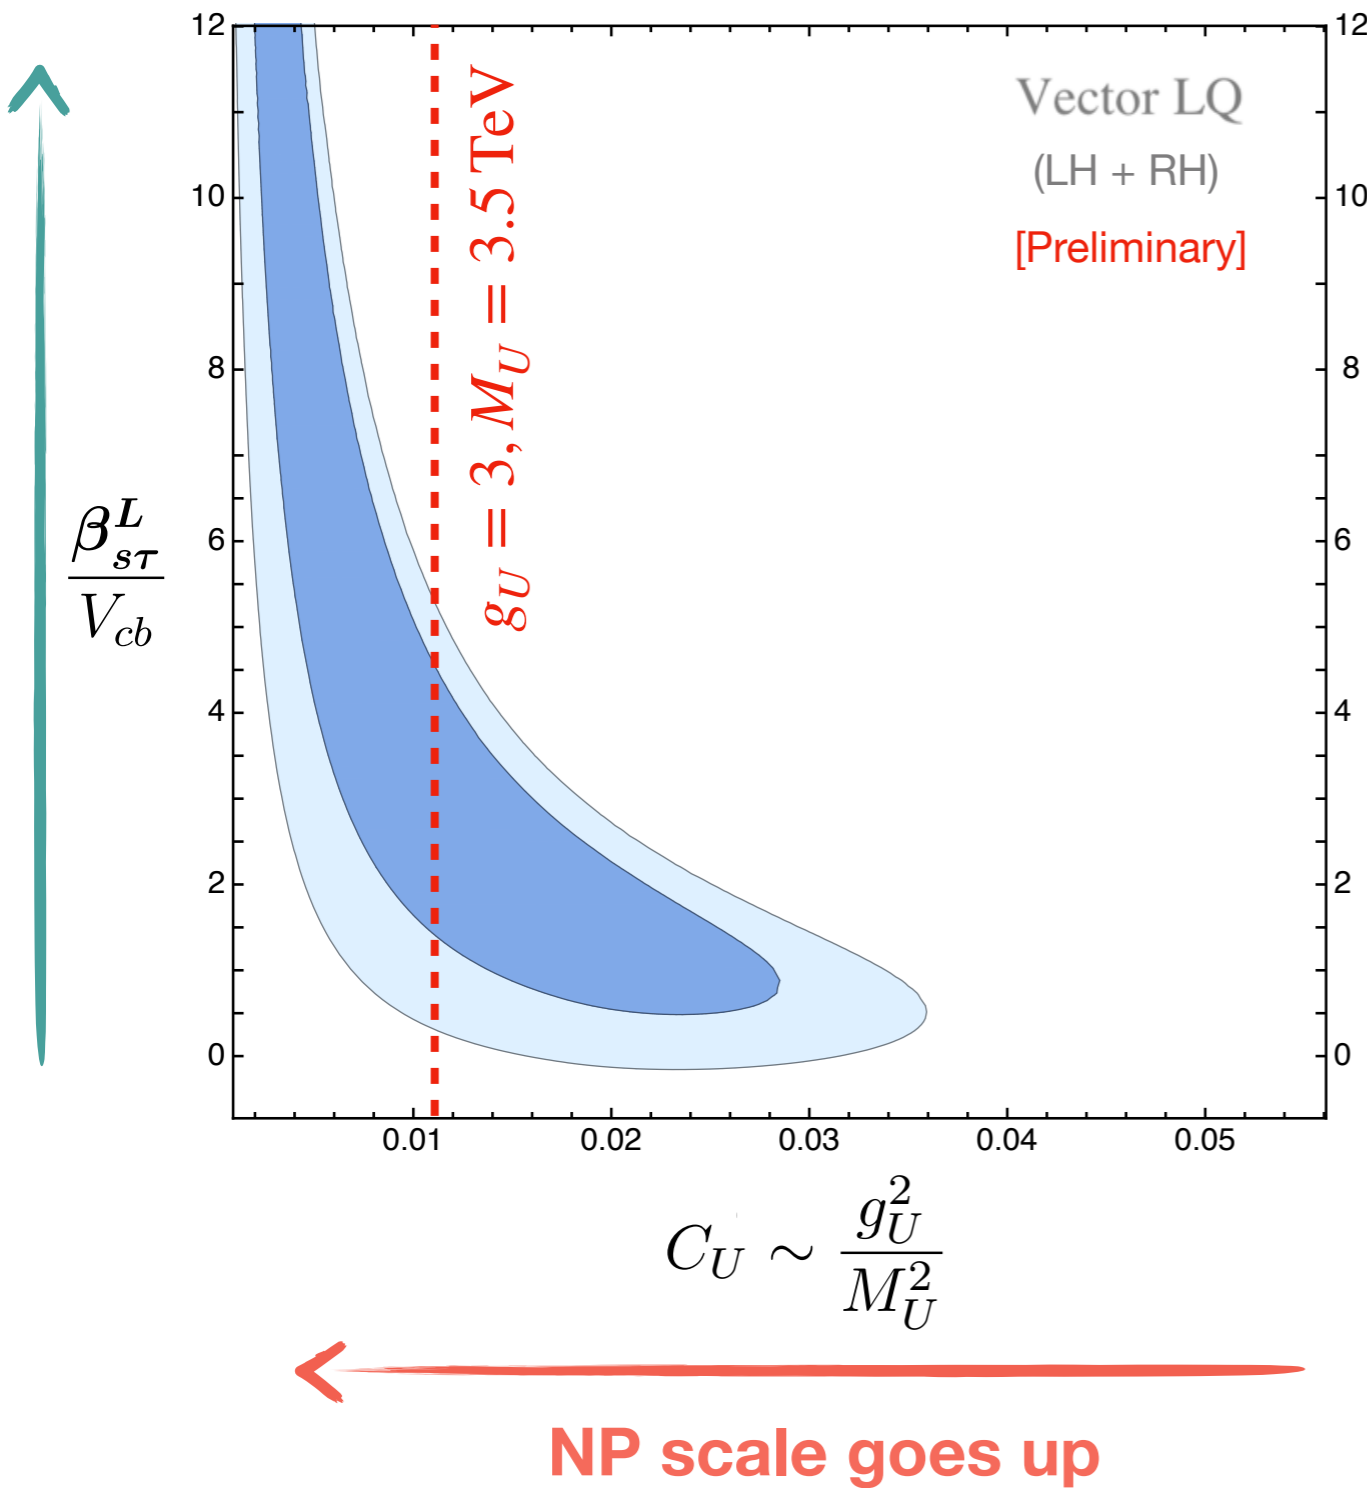 12
10
8
6
4
2
0
β^L_{sτ}
V_{cb}
g_U = 3, M_U = 3.5 TeV
Vector LQ
(LH + RH)
[Preliminary]
12
10
8
6
4
2
0
0.01 0.02 0.03 0.04 0.05
C_U ∼ g_U^2
M_U^2
NP scale goes up